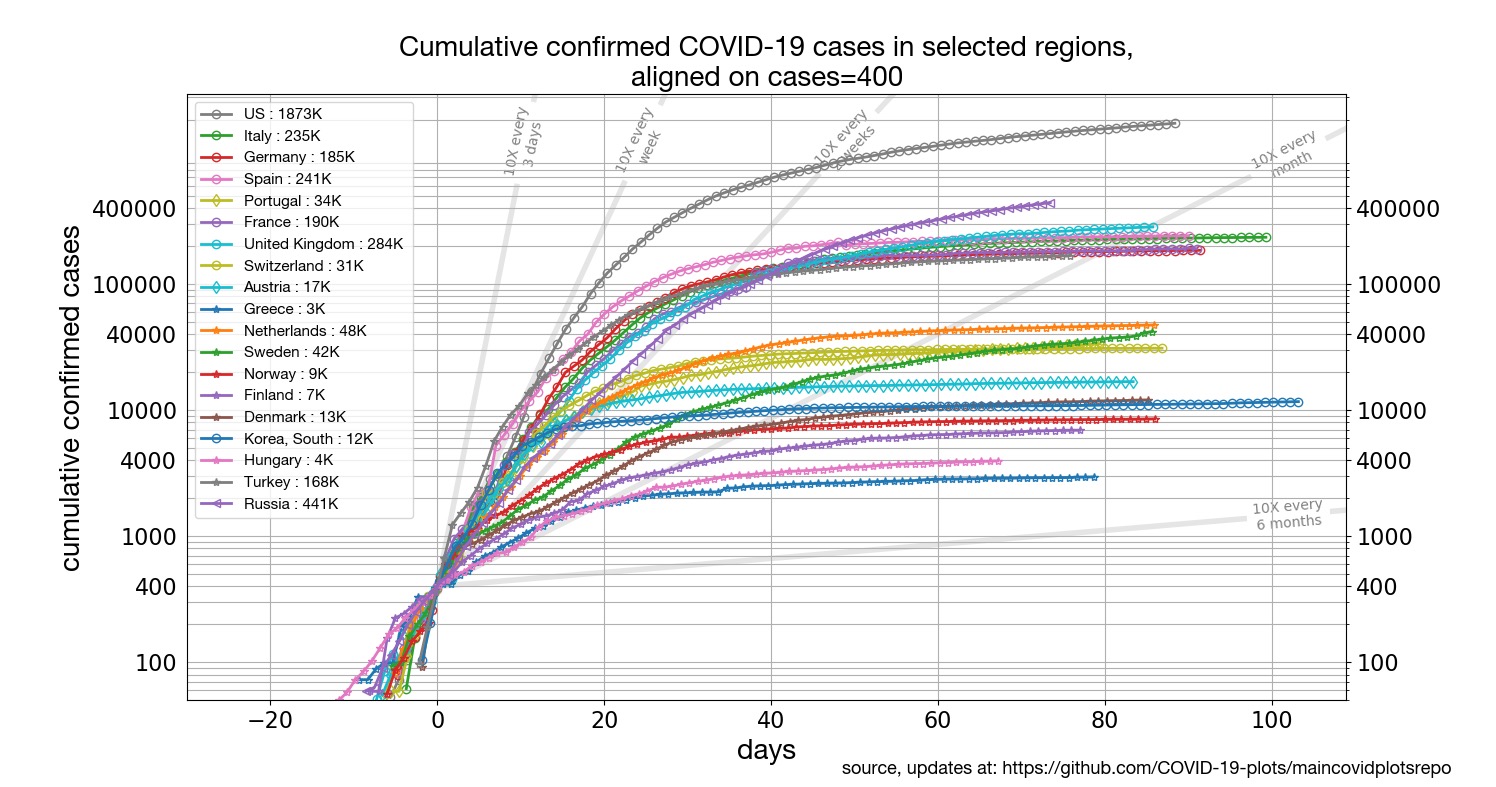 Cumulative confirmed COVID-19 cases in selected regions,
aligned on cases=400
US : 1873K
Italy : 235K
Germany : 185K
Spain : 241K
Portugal : 34K
France : 190K
United Kingdom : 284K
Switzerland : 31K
Austria : 17K
Greece : 3K
Netherlands : 48K
Sweden : 42K
Norway : 9K
Finland : 7K
Denmark : 13K
Korea, South : 12K
Hungary : 4K
Turkey : 168K
Russia : 441K
10X every
3 days
10X every
week
10X every
2 weeks
10X every
month
10X every
6 months
cumulative confirmed cases
400000
100000
40000
10000
4000
1000
400
100
400000
100000
40000
10000
4000
1000
400
100
−20 0 20 40 60 80 100
days
source, updates at: https://github.com/COVID-19-plots/maincovidplotsrepo